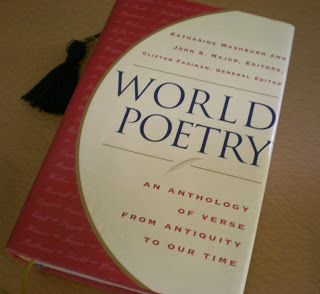 KATHARINE WASHBURN AND
JOHN S. MAJOR, EDITORS;
CLIFTON FADIMAN, GENERAL EDITOR
WORLD
POETRY
AN ANTHOLOGY
OF VERSE
FROM ANTIQUITY
TO OUR TIME